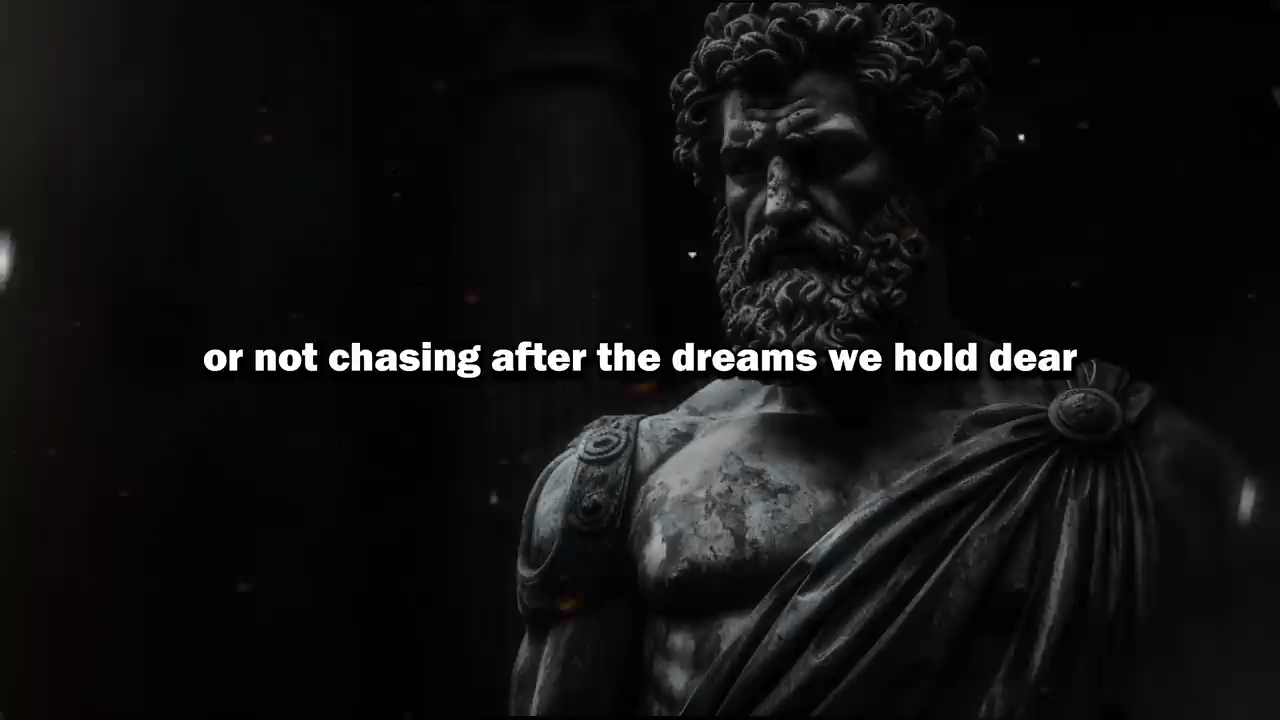 or not chasing after the dreams we hold dear